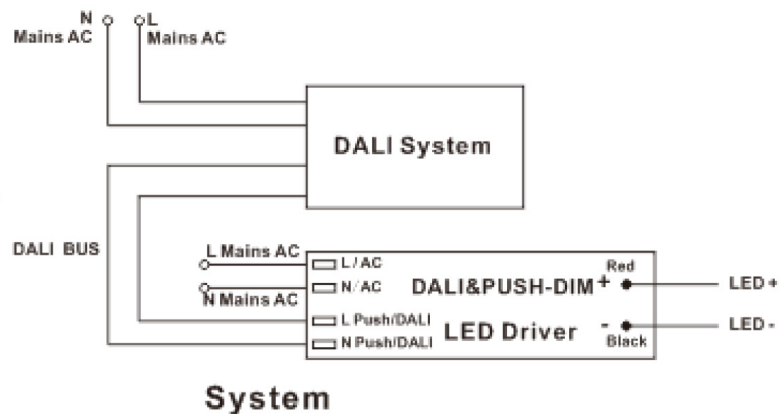 N
L
Mains AC
Mains AC
DALI System
DALI BUS
L Mains AC
N Mains AC
L/AC
N/AC
L Push/DALI
N Push/DALI
DALI&PUSH-DIM
LED Driver
Red
+
-
Black
LED+
LED-
System